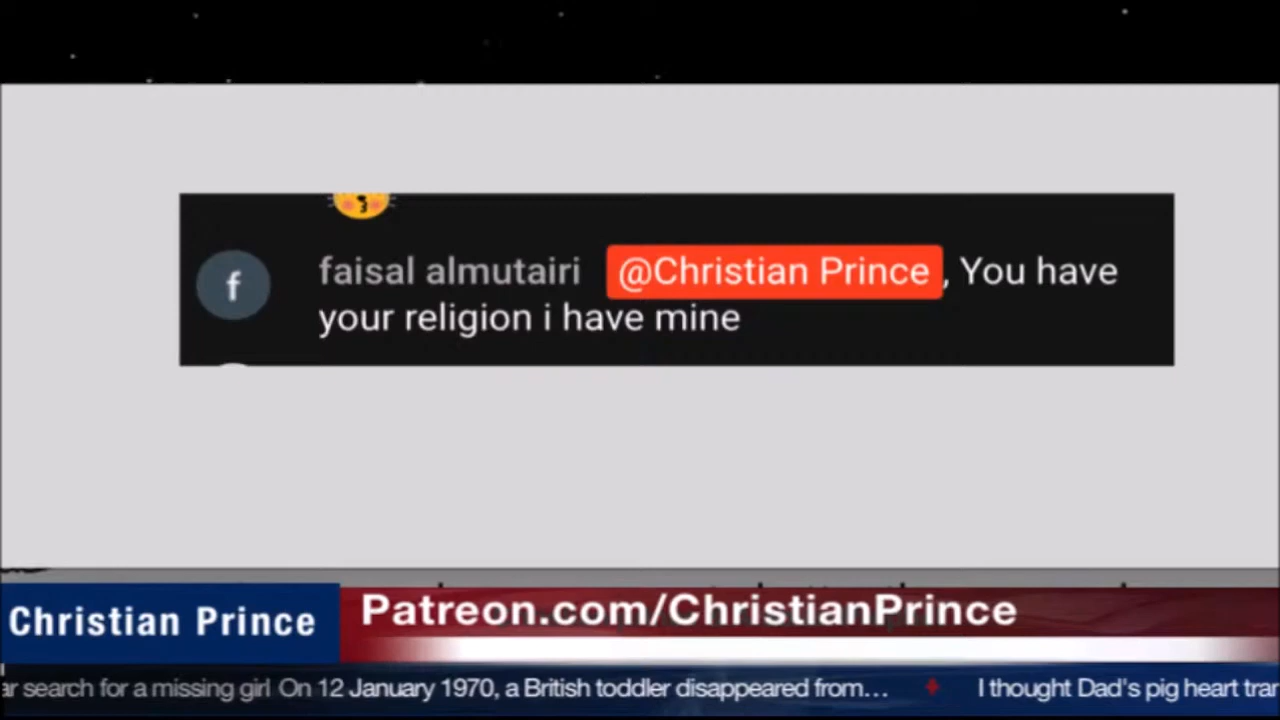 f
faisal almutairi @Christian Prince, You have
your religion i have mine
Christian Prince
Patreon.com/ChristianPrince
search for a missing girl On 12 January 1970, a British toddler disappeared from... I thought Dad's pig heart